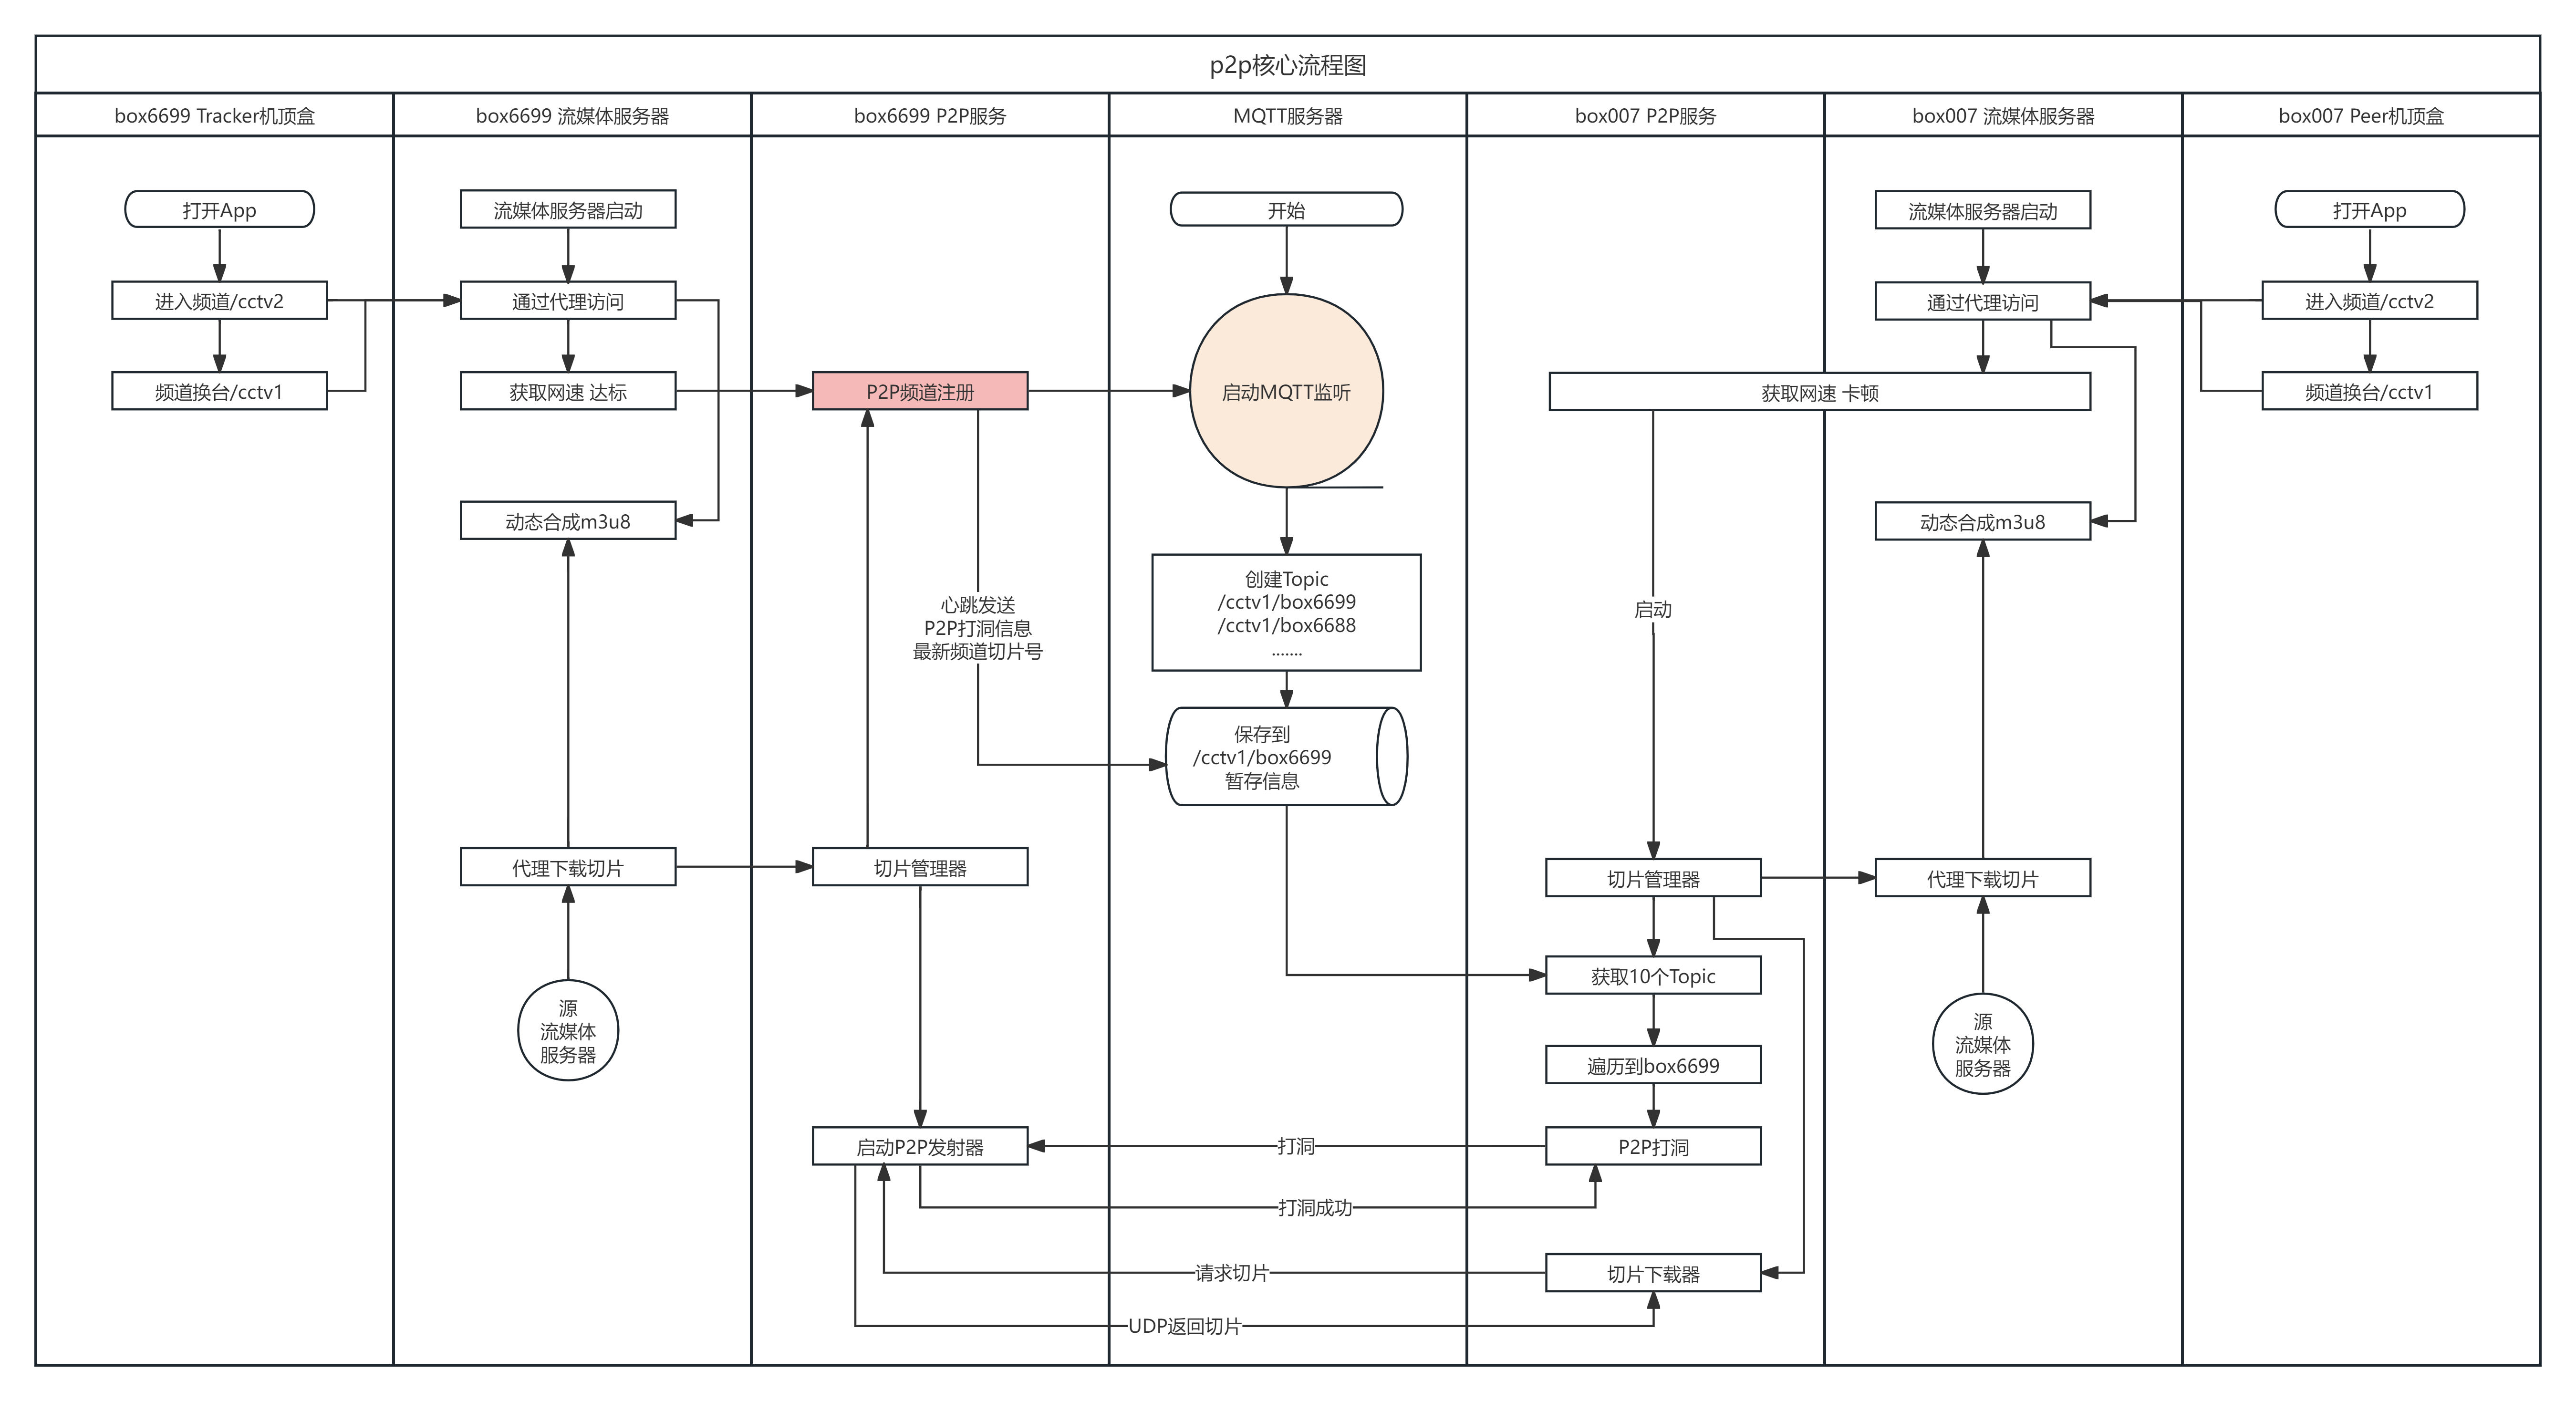 p2p核心流程图
box6699 Tracker机顶盒
box6699 流媒体服务器
box6699 P2P服务
MQTT服务器
box007 P2P服务
box007 流媒体服务器
box007 Peer机顶盒
打开App
流媒体服务器启动
开始
流媒体服务器启动
打开App
进入频道/cctv2
通过代理访问
通过代理访问
进入频道/cctv2
频道换台/cctv1
获取网速 达标
P2P频道注册
启动MQTT监听
获取网速 卡顿
频道换台/cctv1
动态合成m3u8
动态合成m3u8
心跳发送
P2P打洞信息
最新频道切片号
创建Topic
/cctv1/box6699
/cctv1/box6688
.......
启动
保存到
/cctv1/box6699
暂存信息
代理下载切片
切片管理器
切片管理器
代理下载切片
获取10个Topic
源
流媒体
服务器
遍历到box6699
源
流媒体
服务器
启动P2P发射器
打洞
P2P打洞
打洞成功
请求切片
切片下载器
UDP返回切片